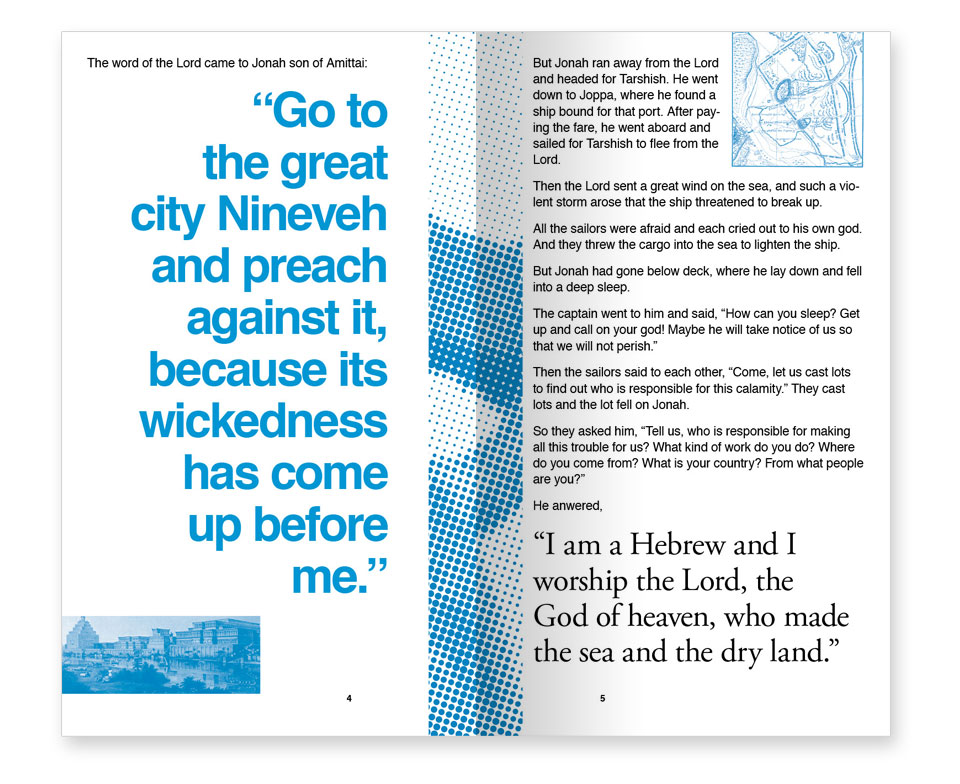 The word of the Lord came to Jonah son of Amittai:
“Go to
the great
city Nineveh
and preach
against it,
because its
wickedness
has come
up before
me.”
4
But Jonah ran away from the Lord
and headed for Tarshish. He went
down to Joppa, where he found a
ship bound for that port. After pay-
ing the fare, he went aboard and
sailed for Tarshish to flee from the
Lord.
Then the Lord sent a great wind on the sea, and such a vio-
lent storm arose that the ship threatened to break up.
All the sailors were afraid and each cried out to his own god.
And they threw the cargo into the sea to lighten the ship.
But Jonah had gone below deck, where he lay down and fell
into a deep sleep.
The captain went to him and said, “How can you sleep? Get
up and call on your god! Maybe he will take notice of us so
that we will not perish.”
Then the sailors said to each other, “Come, let us cast lots
to find out who is responsible for this calamity.” They cast
lots and the lot fell on Jonah.
So they asked him, “Tell us, who is responsible for making
all this trouble for us? What kind of work do you do? Where
do you come from? What is your country? From what people
are you?”
He anwered,
“I am a Hebrew and I
worship the Lord, the
God of heaven, who made
the sea and the dry land.”
5